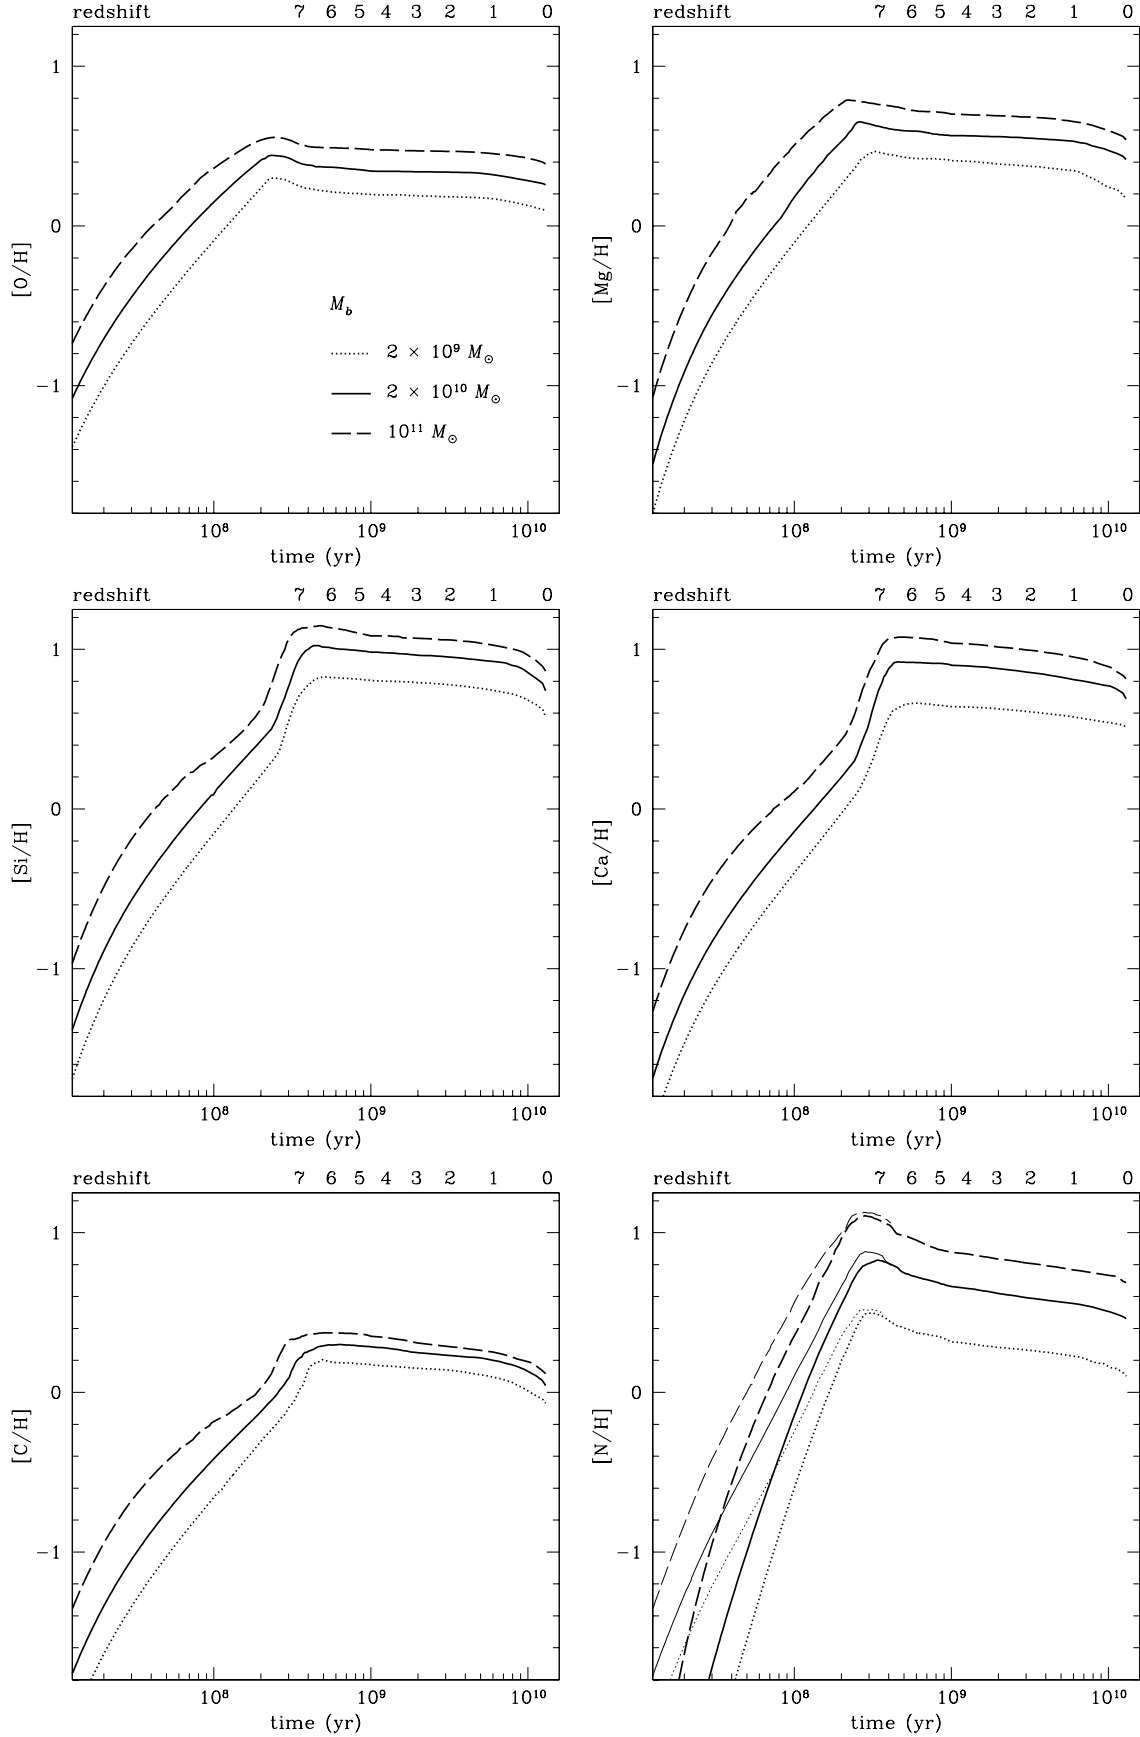 redshift 7 6 5 4 3 2 1 0
1
0
−1
[O/H]
M_b
2 × 10⁹ M⊙
2 × 10¹⁰ M⊙
10¹¹ M⊙
10⁸ 10⁹ 10¹⁰
time (yr)
redshift 7 6 5 4 3 2 1 0
1
0
−1
[Mg/H]
10⁸ 10⁹ 10¹⁰
time (yr)
redshift 7 6 5 4 3 2 1 0
1
0
−1
[Si/H]
10⁸ 10⁹ 10¹⁰
time (yr)
redshift 7 6 5 4 3 2 1 0
1
0
−1
[Ca/H]
10⁸ 10⁹ 10¹⁰
time (yr)
redshift 7 6 5 4 3 2 1 0
1
0
−1
[C/H]
10⁸ 10⁹ 10¹⁰
time (yr)
redshift 7 6 5 4 3 2 1 0
1
0
−1
[N/H]
10⁸ 10⁹ 10¹⁰
time (yr)